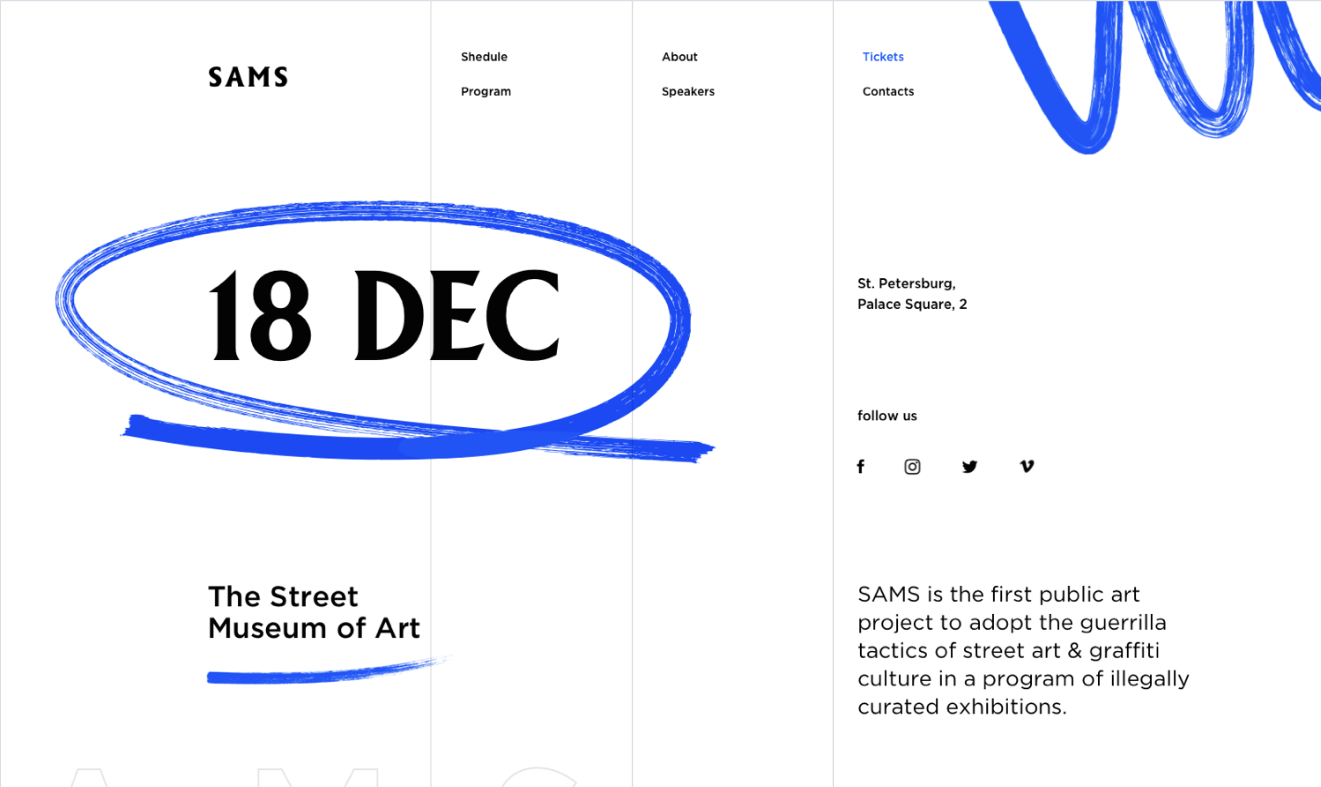 SAMS
Shedule
About
Tickets
Program
Speakers
Contacts
18 DEC
St. Petersburg,
Palace Square, 2
follow us
The Street
Museum of Art
SAMS is the first public art
project to adopt the guerrilla
tactics of street art & graffiti
culture in a program of illegally
curated exhibitions.